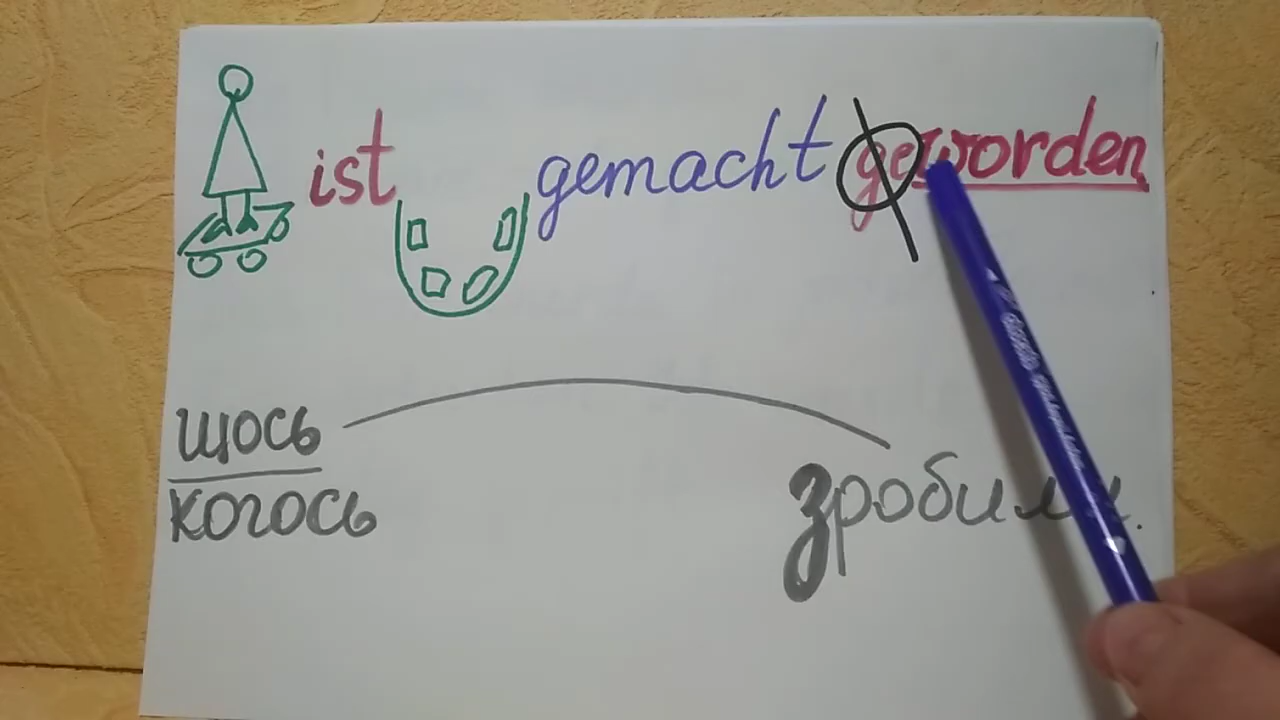 ist gemacht geworden
щось
когось
зробили.